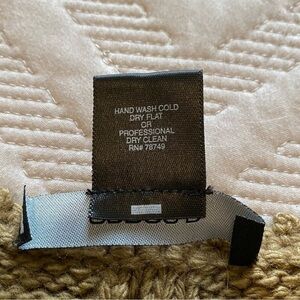 HAND WASH COLD
DRY FLAT
OR
PROFESSIONAL
DRY CLEAN
RN# 78749